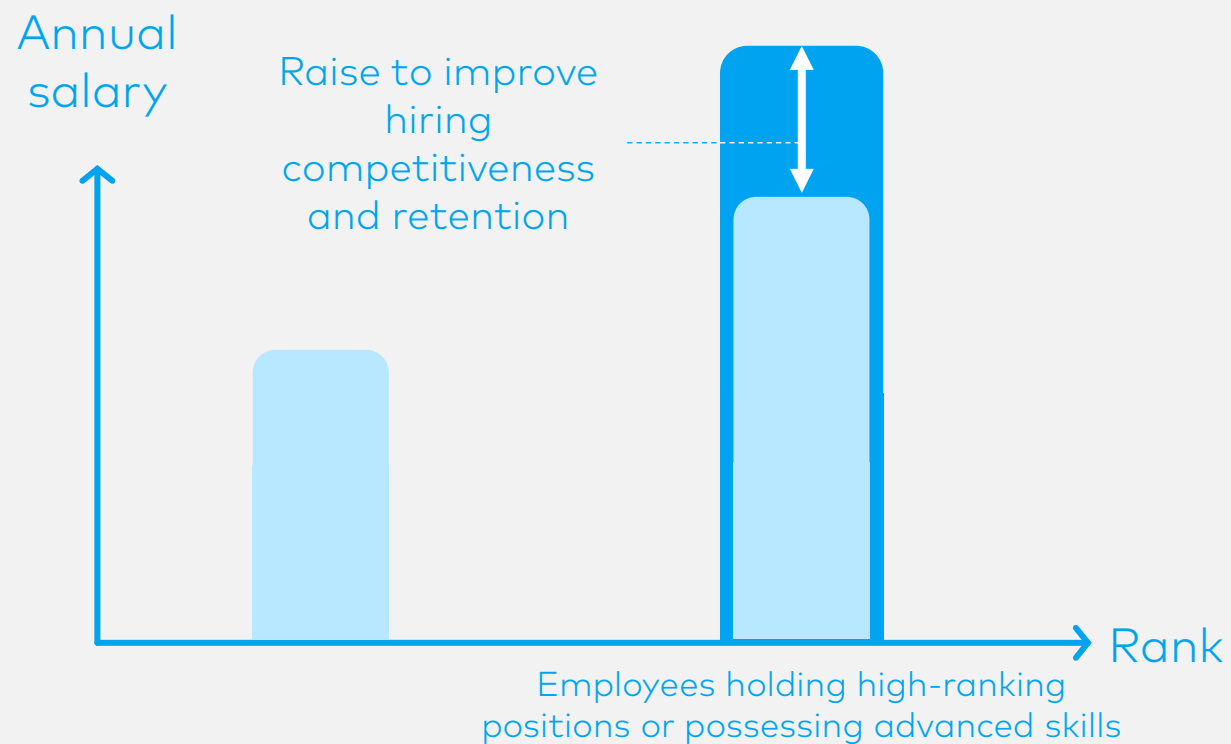 Annual
salary
Raise to improve
hiring
competitiveness
and retention
Rank
Employees holding high-ranking
positions or possessing advanced skills